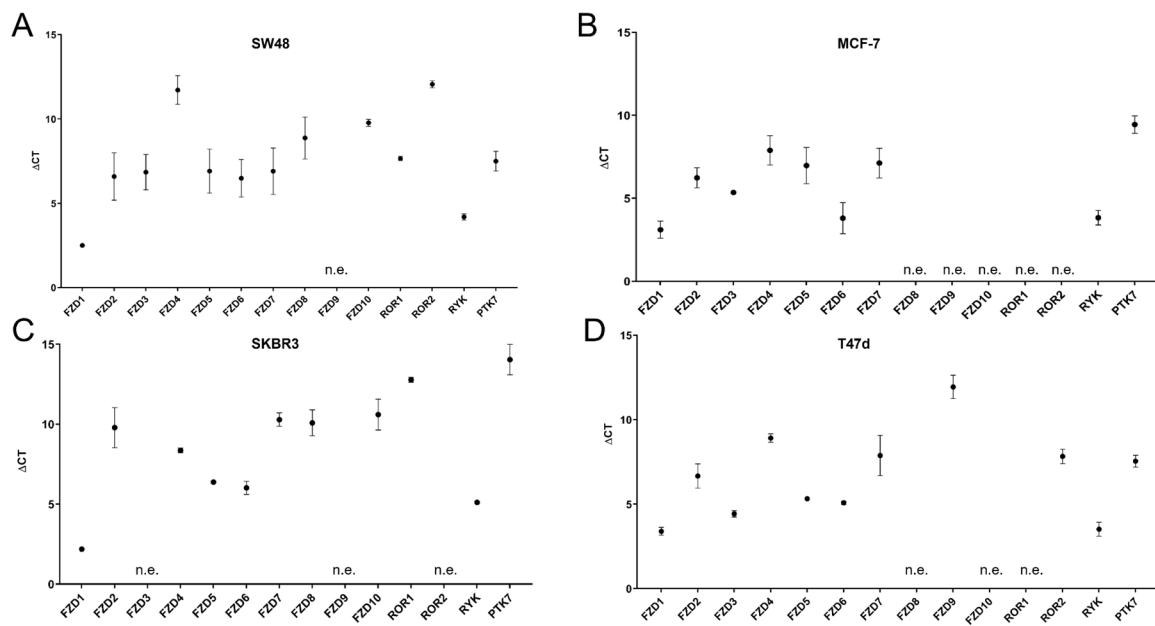 A
SW48
15
10
5
0
ΔCT
n.e.
FZD1 FZD2 FZD3 FZD4 FZD5 FZD6 FZD7 FZD8 FZD9 FZD10 ROR1 ROR2 RYK PTK7
B
MCF-7
15
10
5
0
ΔCT
n.e. n.e. n.e. n.e. n.e.
FZD1 FZD2 FZD3 FZD4 FZD5 FZD6 FZD7 FZD8 FZD9 FZD10 ROR1 ROR2 RYK PTK7
C
SKBR3
15
10
5
0
ΔCT
n.e. n.e. n.e.
FZD1 FZD2 FZD3 FZD4 FZD5 FZD6 FZD7 FZD8 FZD9 FZD10 ROR1 ROR2 RYK PTK7
D
T47d
15
10
5
0
ΔCT
n.e. n.e. n.e.
FZD1 FZD2 FZD3 FZD4 FZD5 FZD6 FZD7 FZD8 FZD9 FZD10 ROR1 ROR2 RYK PTK7